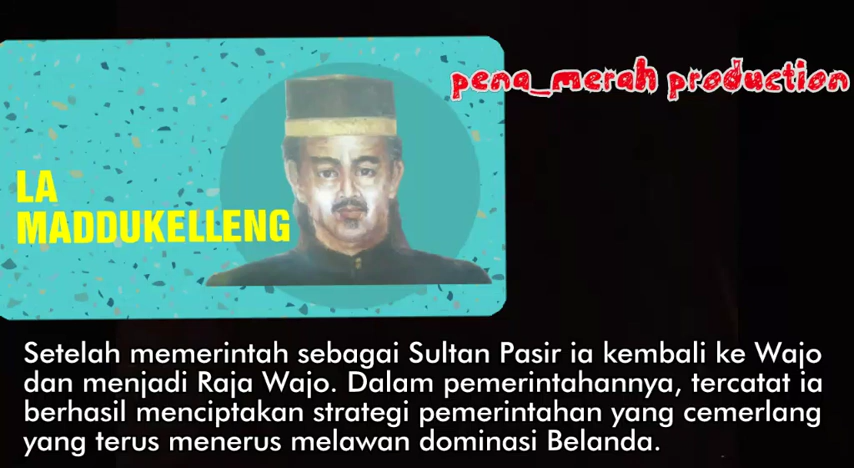 pena_merah production
LA
MADDUKELLENG
Setelah memerintah sebagai Sultan Pasir ia kembali ke Wajo
dan menjadi Raja Wajo. Dalam pemerintahannya, tercatat ia
berhasil menciptakan strategi pemerintahan yang cemerlang
yang terus menerus melawan dominasi Belanda.